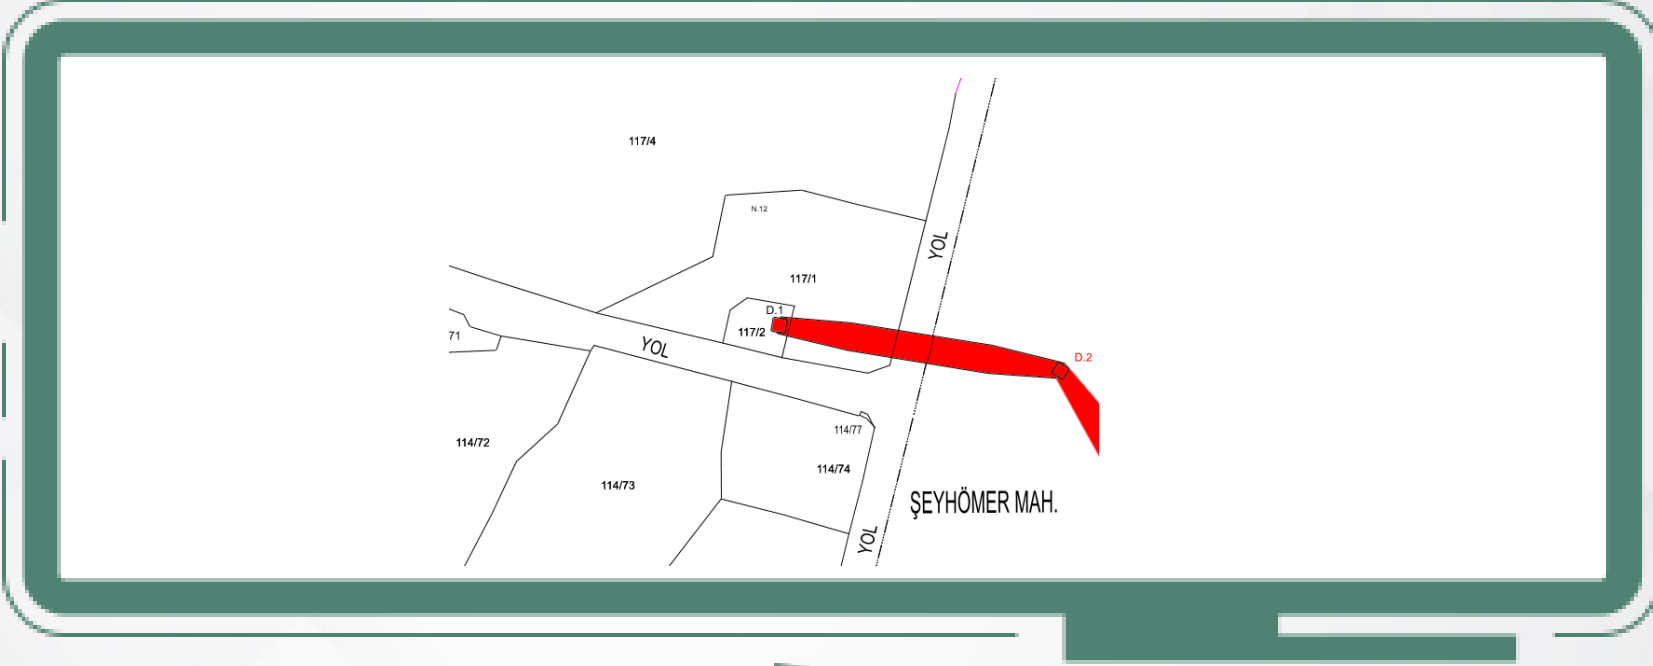 117/4
N.12
YOL
117/1
D.1
117/2
71
YOL
D.2
114/77
114/72
114/74
114/73
ŞEYHÖMER MAH.
YOL